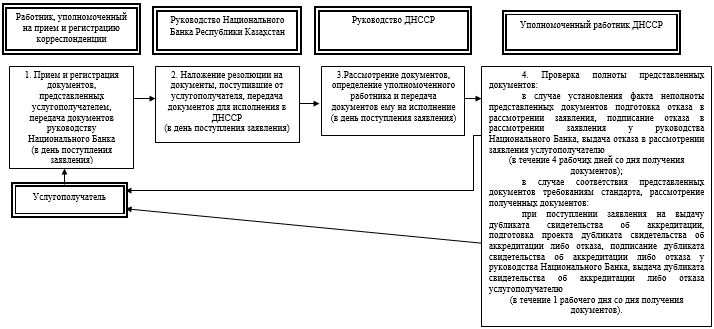 Работник, уполномоченный
на прием и регистрацию
корреспонденции
Руководство Национального
Банка Республики Казахстан
Руководство ДНССР
Уполномоченный работник ДНССР
1. Прием и регистрация
документов,
представленных
услугополучателем,
передача документов
руководству
Национального Банка
(в день поступления
заявления)
2. Наложение резолюции на
документы, поступившие от
услугополучателя, передача
документов для исполнения в
ДНССР
(в день поступления заявления)
3.Рассмотрение документов,
определение уполномоченного
работника и передача
документов ему на исполнение
(в день поступления заявления)
4. Проверка полноты представленных
документов:
в случае установления факта неполноты
представленных документов подготовка отказа в
рассмотрении заявления, подписание отказа в
рассмотрении заявления у руководства
Национального Банка, выдача отказа в рассмотрении
заявления услугополучателю
(в течение 4 рабочих дней со дня получения
документов);
в случае соответствия представленных
документов требованиям стандарта, рассмотрение
полученных документов:
при поступлении заявления на выдачу
дубликата свидетельства об аккредитации,
подготовка проекта дубликата свидетельства об
аккредитации либо отказа, подписание дубликата
свидетельства об аккредитации либо отказа у
руководства Национального Банка, выдача дубликата
свидетельства об аккредитации либо отказа
услугополучателю
(в течение 1 рабочего дня со дня получения
документов).
Услугополучатель